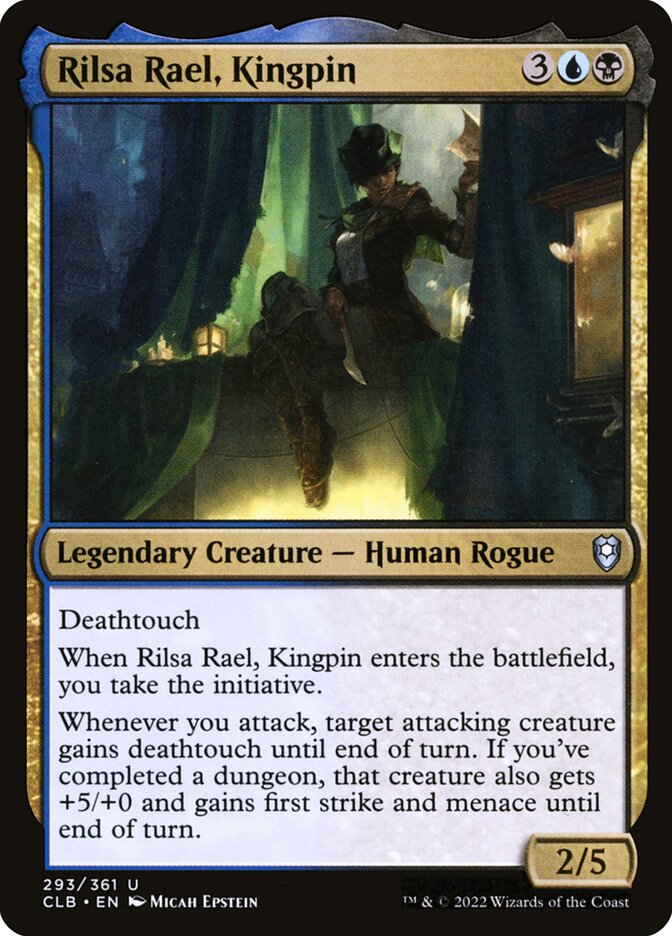 Rilsa Rael, Kingpin
3
Legendary Creature — Human Rogue
Deathtouch
When Rilsa Rael, Kingpin enters the battlefield,
you take the initiative.
Whenever you attack, target attacking creature
gains deathtouch until end of turn. If you've
completed a dungeon, that creature also gets
+5/+0 and gains first strike and menace until
end of turn.
2/5
293/361 U
CLB • EN Micah Epstein
™ & © 2022 Wizards of the Coast